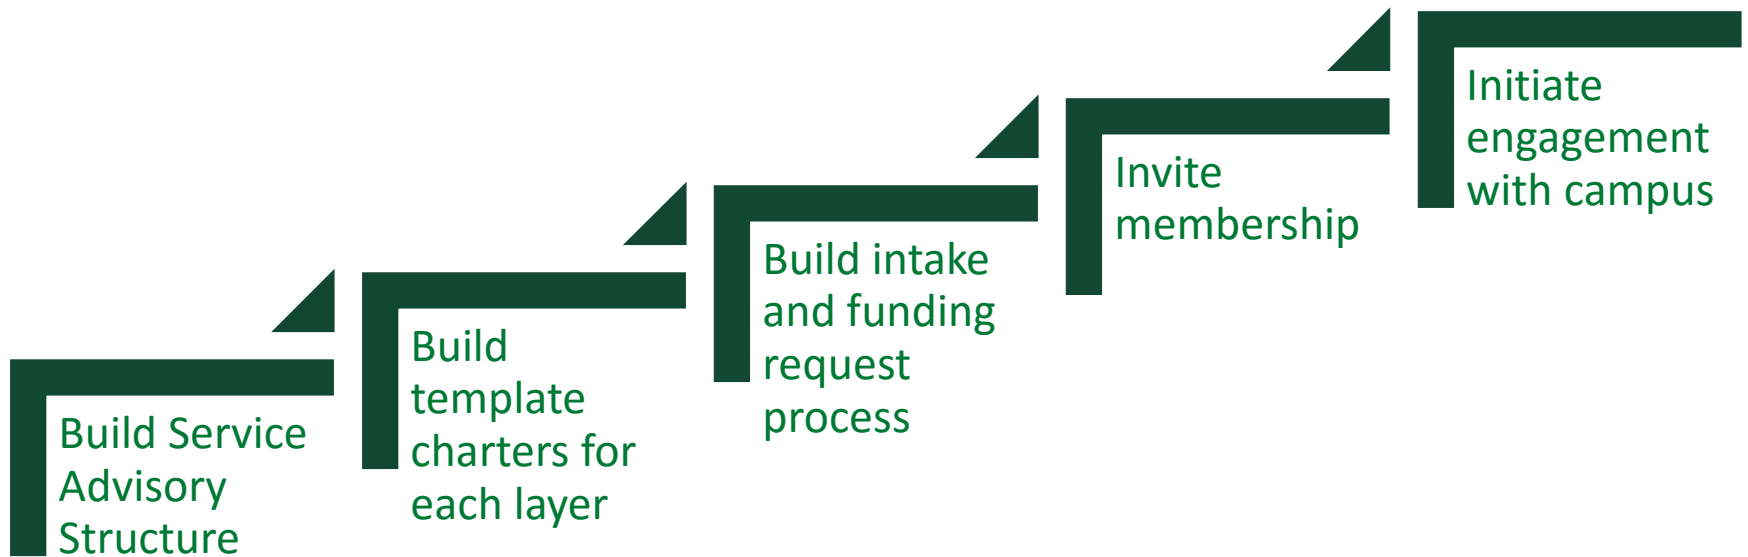 Build Service
Advisory
Structure
Build
template
charters for
each layer
Build intake
and funding
request
process
Invite
membership
Initiate
engagement
with campus